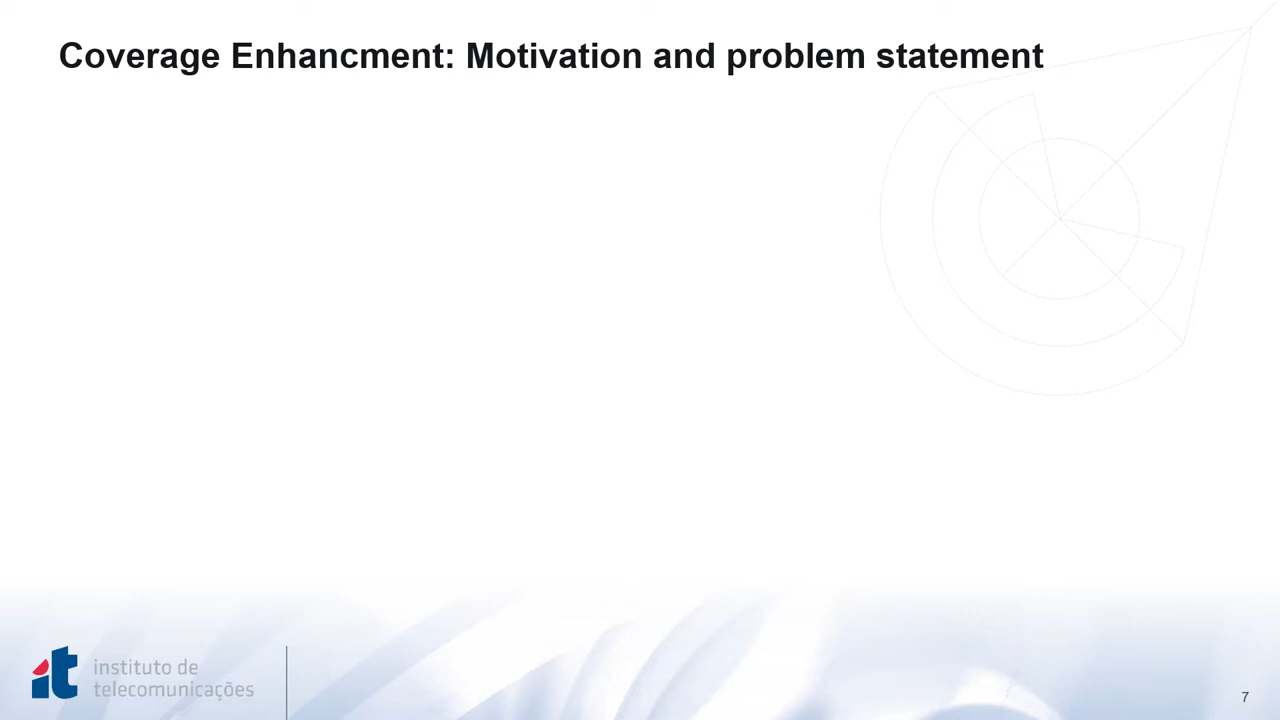 Coverage Enhancment: Motivation and problem statement
instituto de
telecomunicações
7